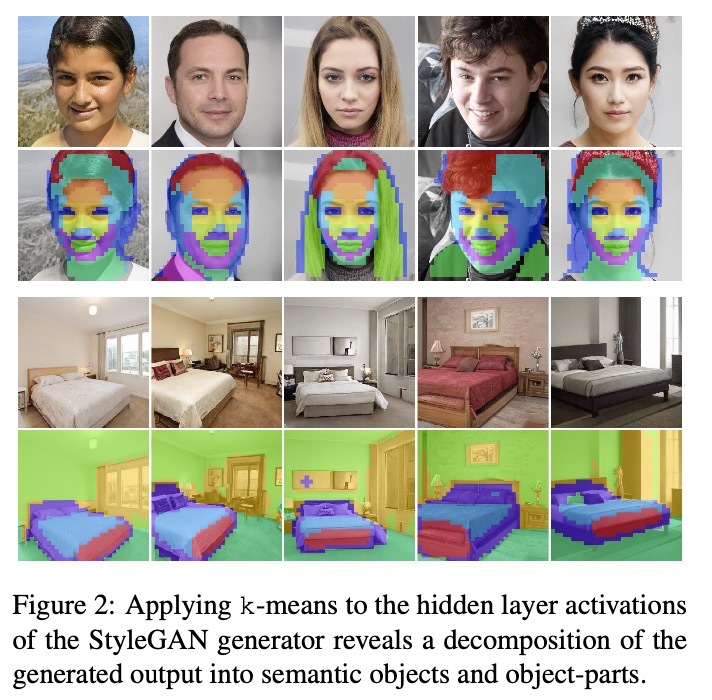 Figure 2: Applying k-means to the hidden layer activations
of the StyleGAN generator reveals a decomposition of the
generated output into semantic objects and object-parts.